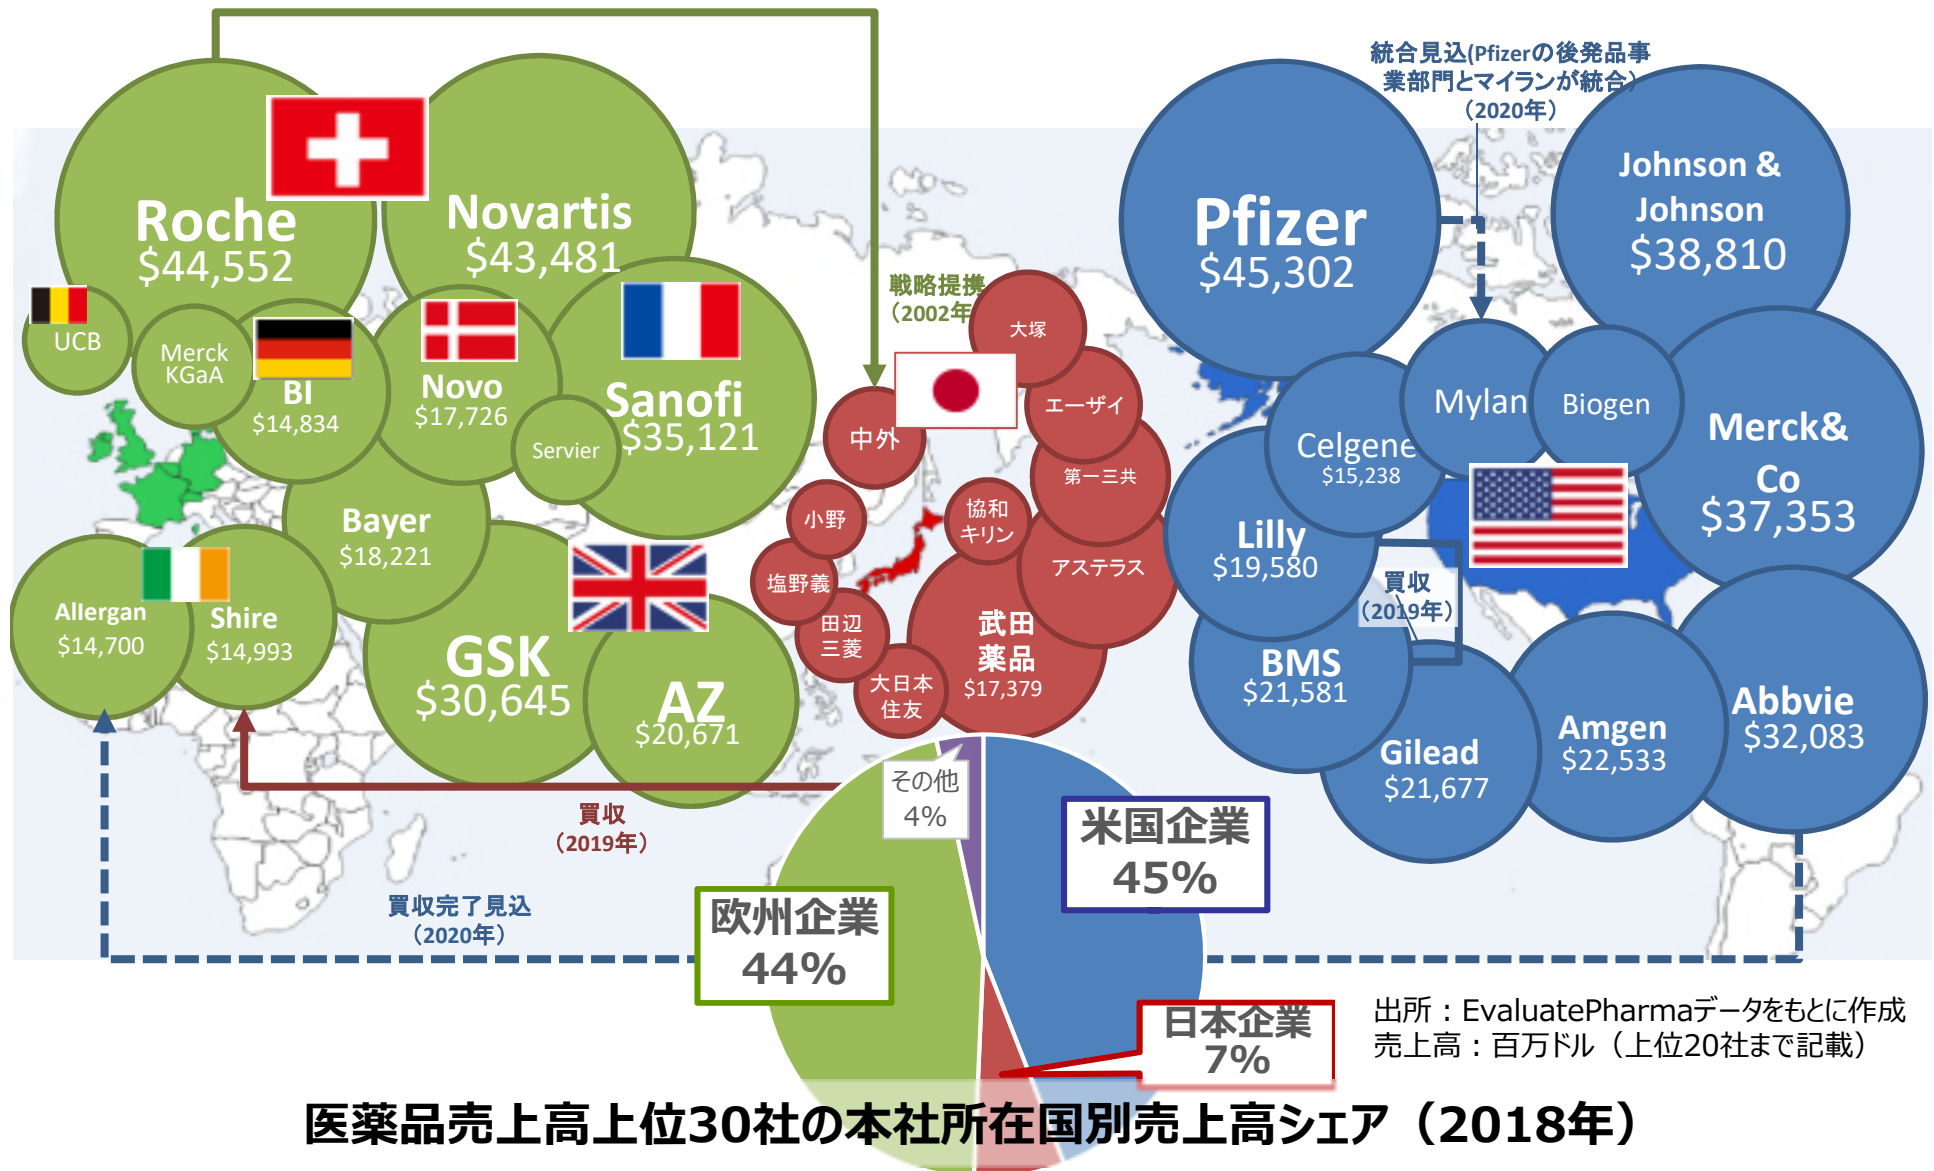 統合見込(Pfizerの後発品事
業部門とマイランが統合)
（2020年）
Roche
$44,552
Novartis
$43,481
UCB
Merck
KGaA
BI
$14,834
Novo
$17,726
Sanofi
$35,121
Servier
Bayer
$18,221
Allergan
$14,700
Shire
$14,993
GSK
$30,645
AZ
$20,671
買収
（2019年）
買収完了見込
（2020年）
戦略提携
（2002年
大塚
エーザイ
中外
第一三共
小野
協和
キリン
塩野義
アステラス
田辺
三菱
武田
薬品
$17,379
大日本
住友
Pfizer
$45,302
Johnson &
Johnson
$38,810
Mylan
Biogen
Celgene
$15,238
Merck&
Co
$37,353
Lilly
$19,580
買収
（2019年）
BMS
$21,581
Gilead
$21,677
Amgen
$22,533
Abbvie
$32,083
その他
4%
米国企業
45%
欧州企業
44%
日本企業
7%
出所：EvaluatePharmaデータをもとに作成
売上高：百万ドル（上位20社まで記載）
医薬品売上高上位30社の本社所在国別売上高シェア（2018年）